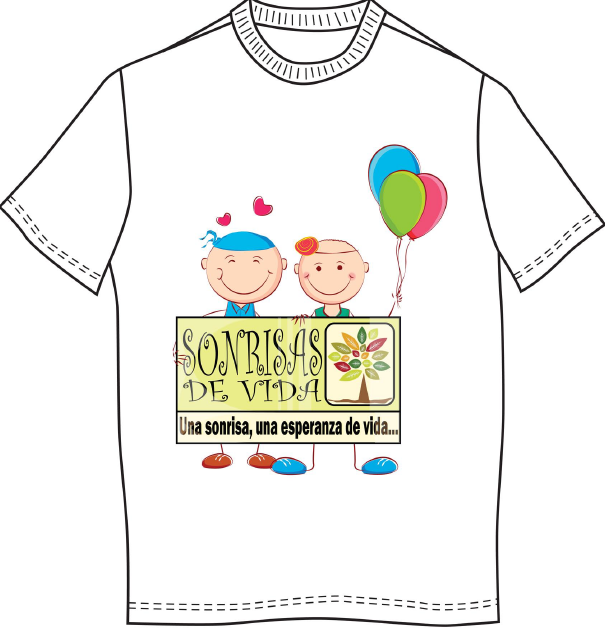 SONRISAS
DE VIDA
Una sonrisa, una esperanza de vida...